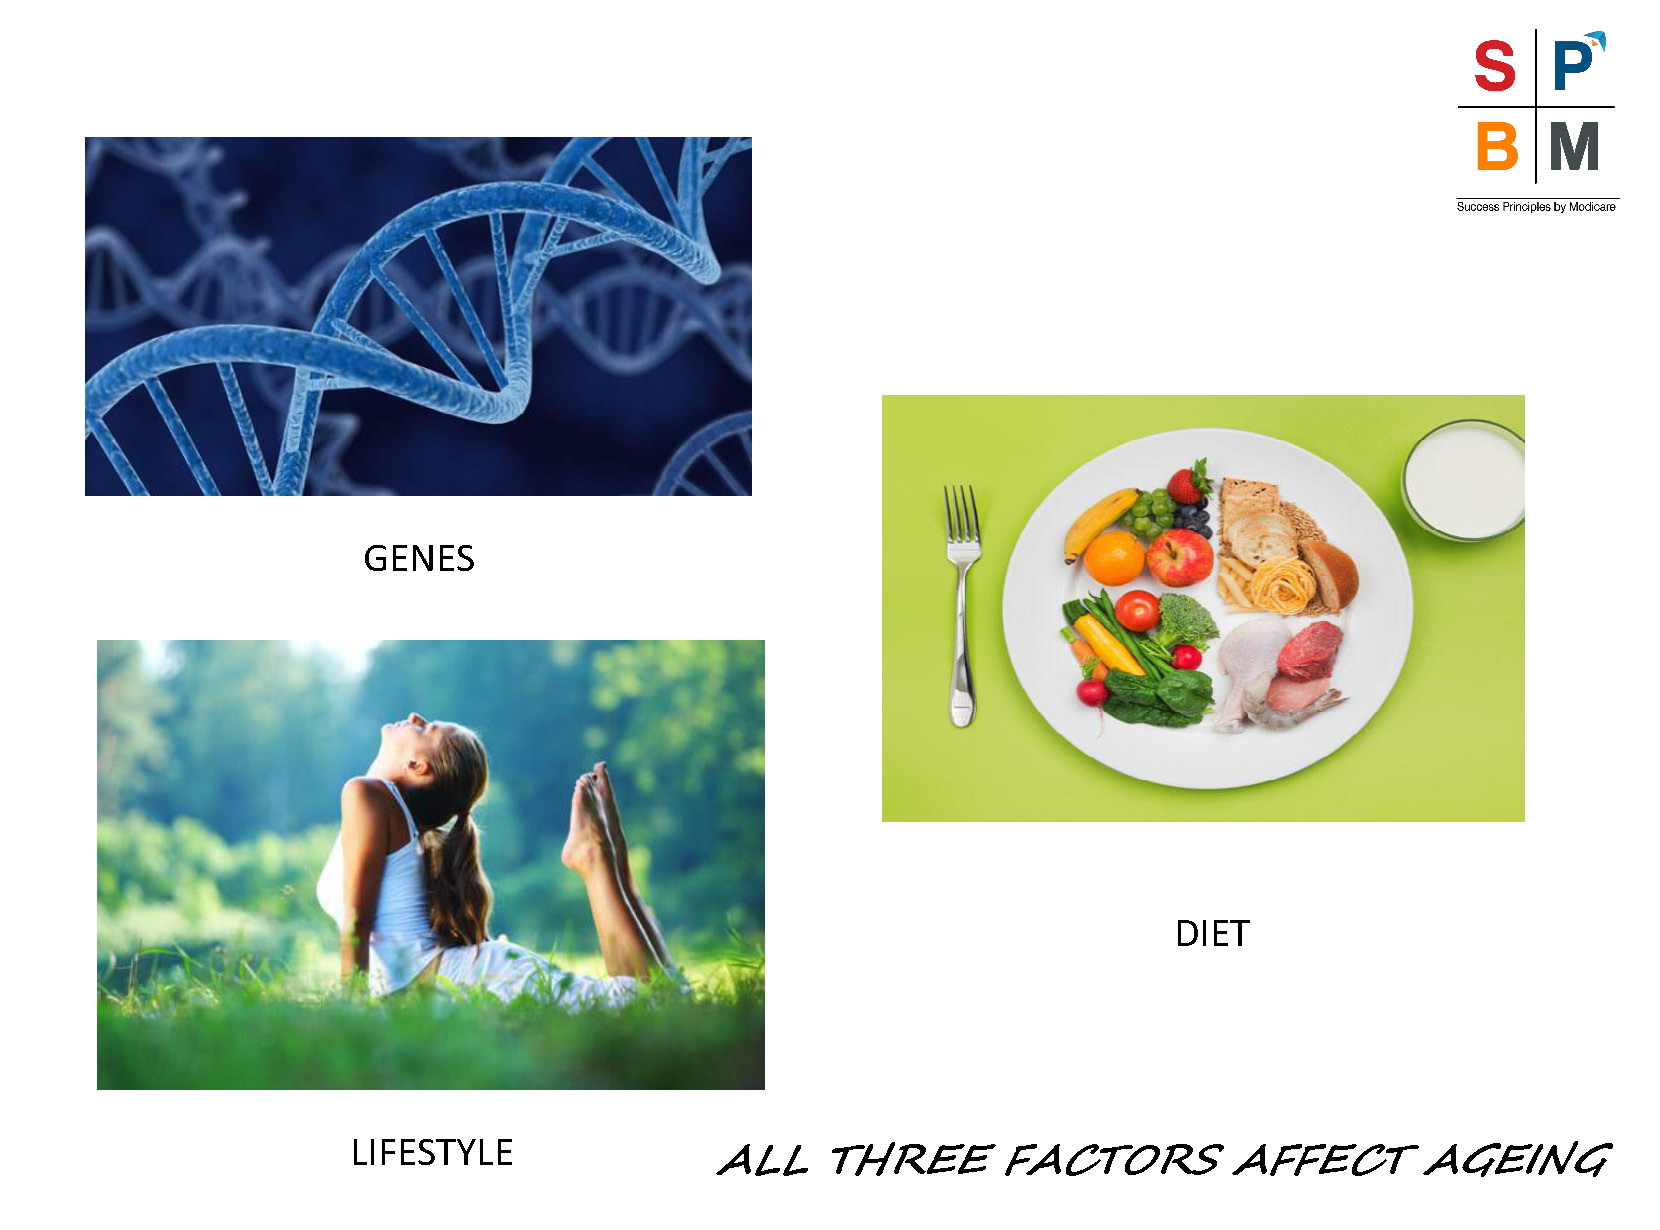 S P
B M
Success Principles by Modicare
GENES
DIET
LIFESTYLE
ALL THREE FACTORS AFFECT AGEING